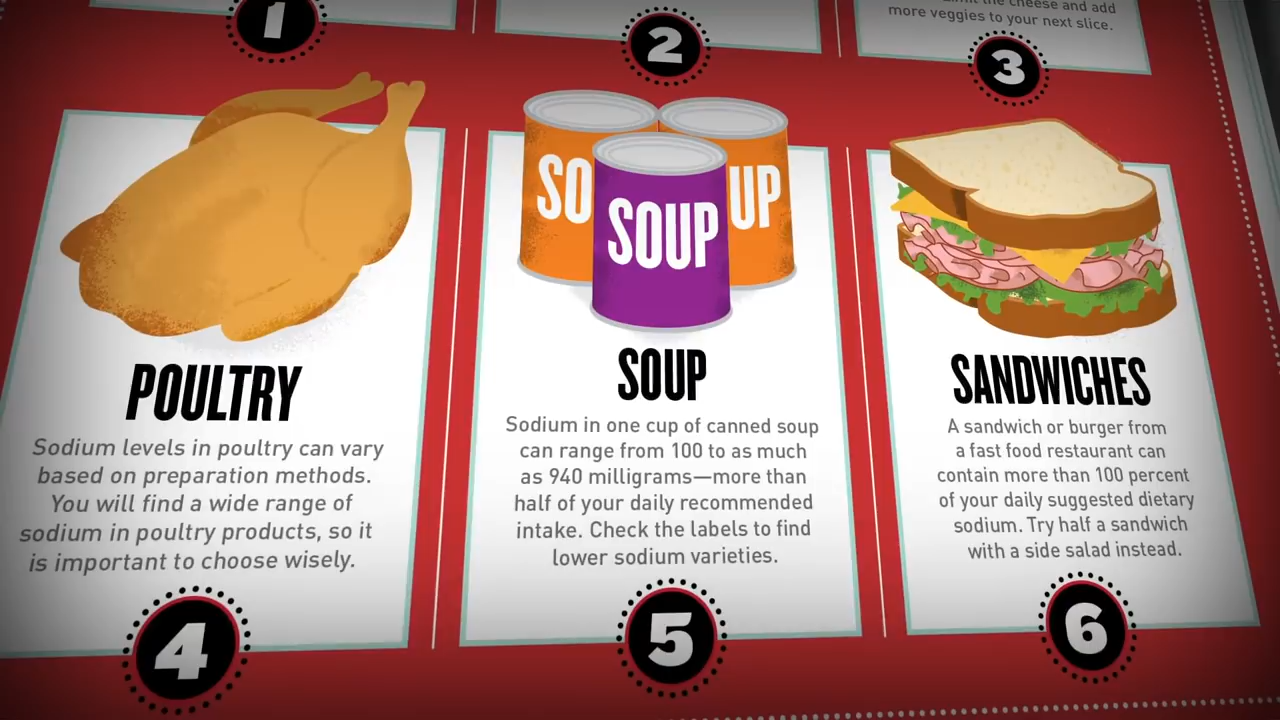 Limit the cheese and add
more veggies to your next slice.
1
2
3
SO
UP
SOUP
POULTRY
Sodium levels in poultry can vary
based on preparation methods.
You will find a wide range of
sodium in poultry products, so it
is important to choose wisely.
4
SOUP
Sodium in one cup of canned soup
can range from 100 to as much
as 940 milligrams—more than
half of your daily recommended
intake. Check the labels to find
lower sodium varieties.
5
SANDWICHES
A sandwich or burger from
a fast food restaurant can
contain more than 100 percent
of your daily suggested dietary
sodium. Try half a sandwich
with a side salad instead.
6